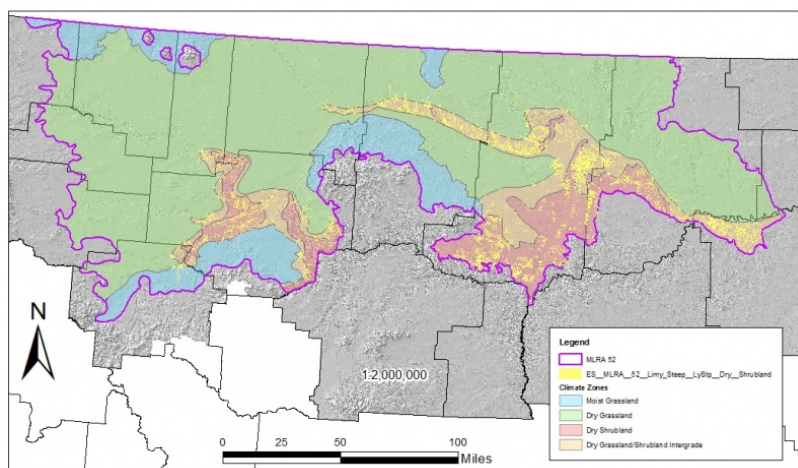 N
1:2,000,000
0 25 50 100
Miles
Legend
MLRA 52
ES__MLRA__52__Limy_Steep__LyStp__Dry__Shrubland
Climate Zones
Moist Grassland
Dry Grassland
Dry Shrubland
Dry Grassland/Shrubland Intergrade